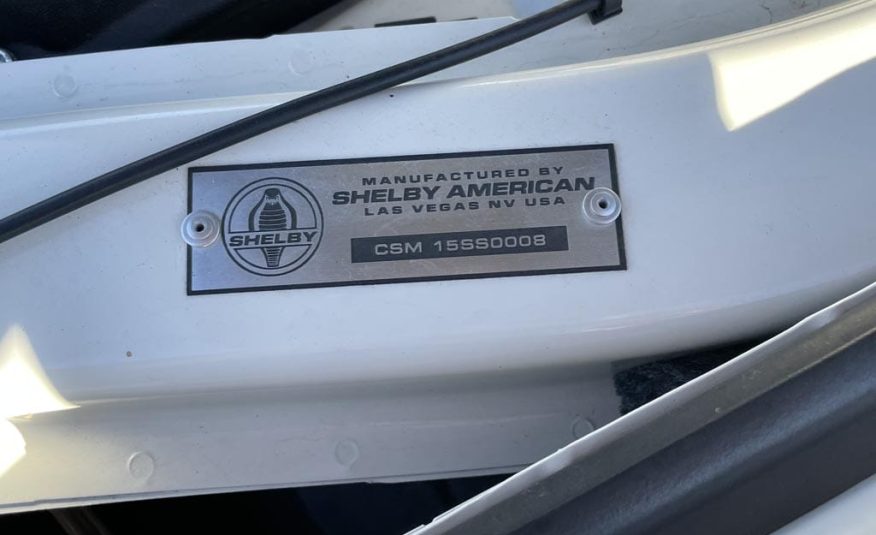 MANUFACTURED BY
SHELBY AMERICAN
LAS VEGAS NV USA
SHELBY
CSM 15SS0008